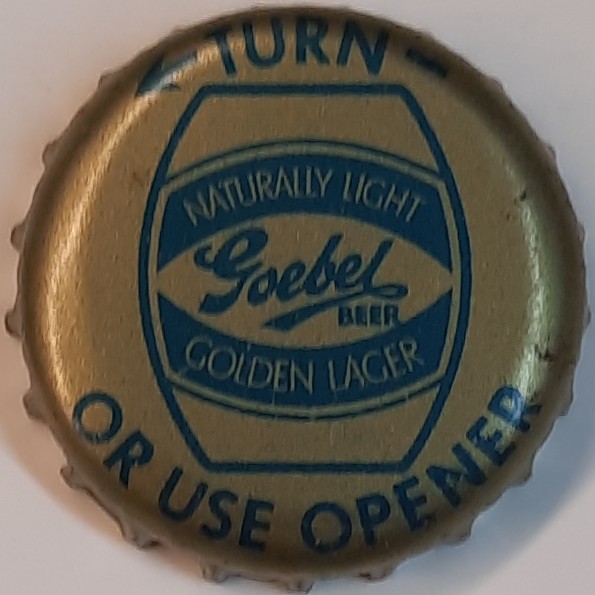 TURN
NATURALLY LIGHT
Goebel
BEER
GOLDEN LAGER
OR USE OPENER